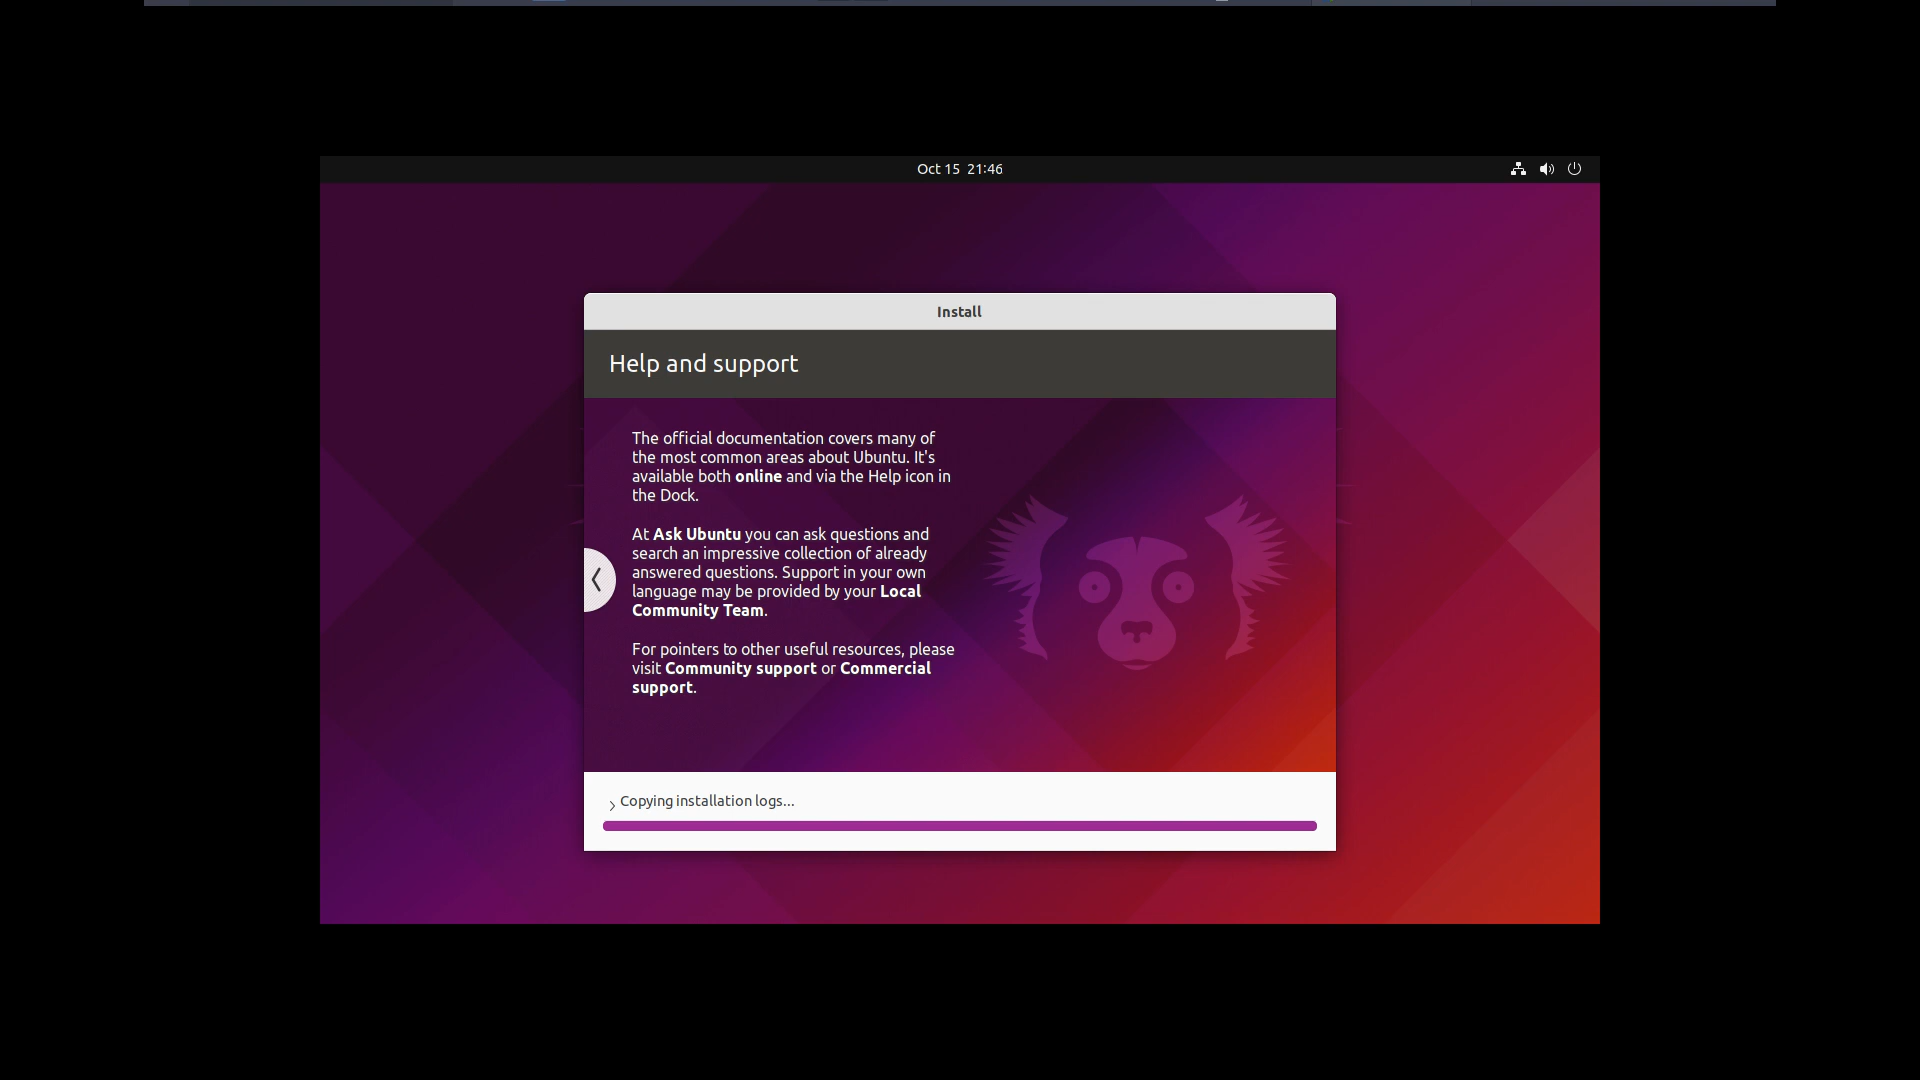 Oct 15 21:46
Install
Help and support
The official documentation covers many of
the most common areas about Ubuntu. It's
available both online and via the Help icon in
the Dock.
At Ask Ubuntu you can ask questions and
search an impressive collection of already
answered questions. Support in your own
language may be provided by your Local
Community Team.
For pointers to other useful resources, please
visit Community support or Commercial
support.
Copying installation logs...